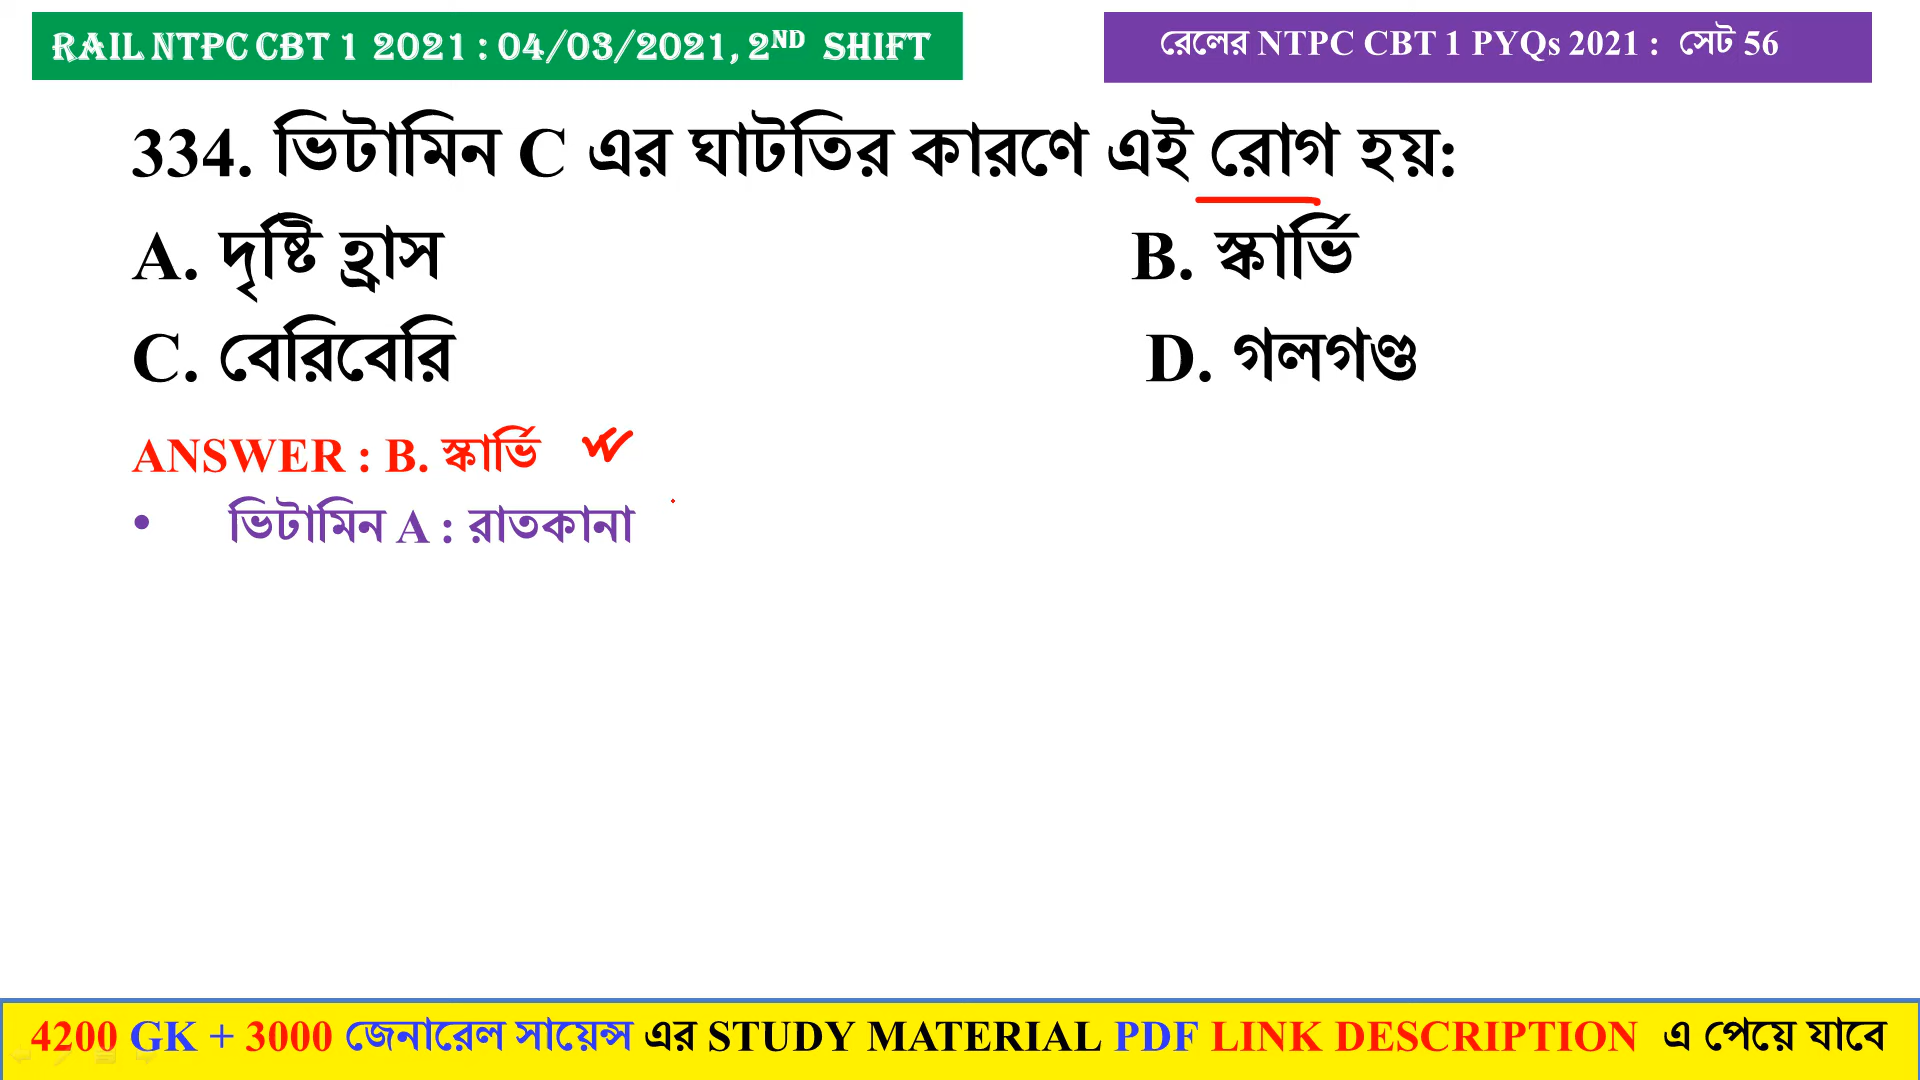 RAIL NTPC CBT 1 2021 : 04/03/2021, 2ND SHIFT
রেলের NTPC CBT 1 PYQs 2021 : সেট 56
334. ভিটামিন C এর ঘাটতির কারণে এই রোগ হয়:
A. দৃষ্টি হ্রাস
B. স্কার্ভি
C. বেরিবেরি
D. গলগণ্ড
ANSWER : B. স্কার্ভি
• ভিটামিন A : রাতকানা
4200 GK + 3000 জেনারেল সায়েন্স এর STUDY MATERIAL PDF LINK DESCRIPTION এ পেয়ে যাবে